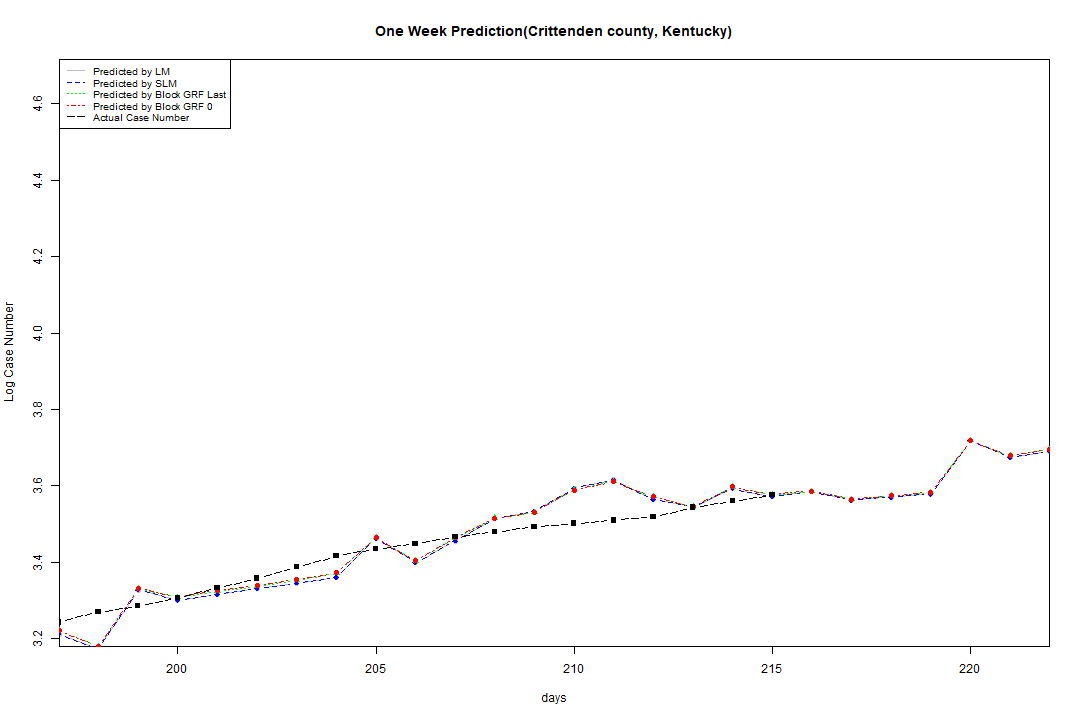 One Week Prediction(Crittenden county, Kentucky)
Predicted by LM
Predicted by SLM
Predicted by Block GRF Last
Predicted by Block GRF 0
Actual Case Number
Log Case Number
4.6
4.4
4.2
4.0
3.8
3.6
3.4
3.2
200 205 210 215 220
days